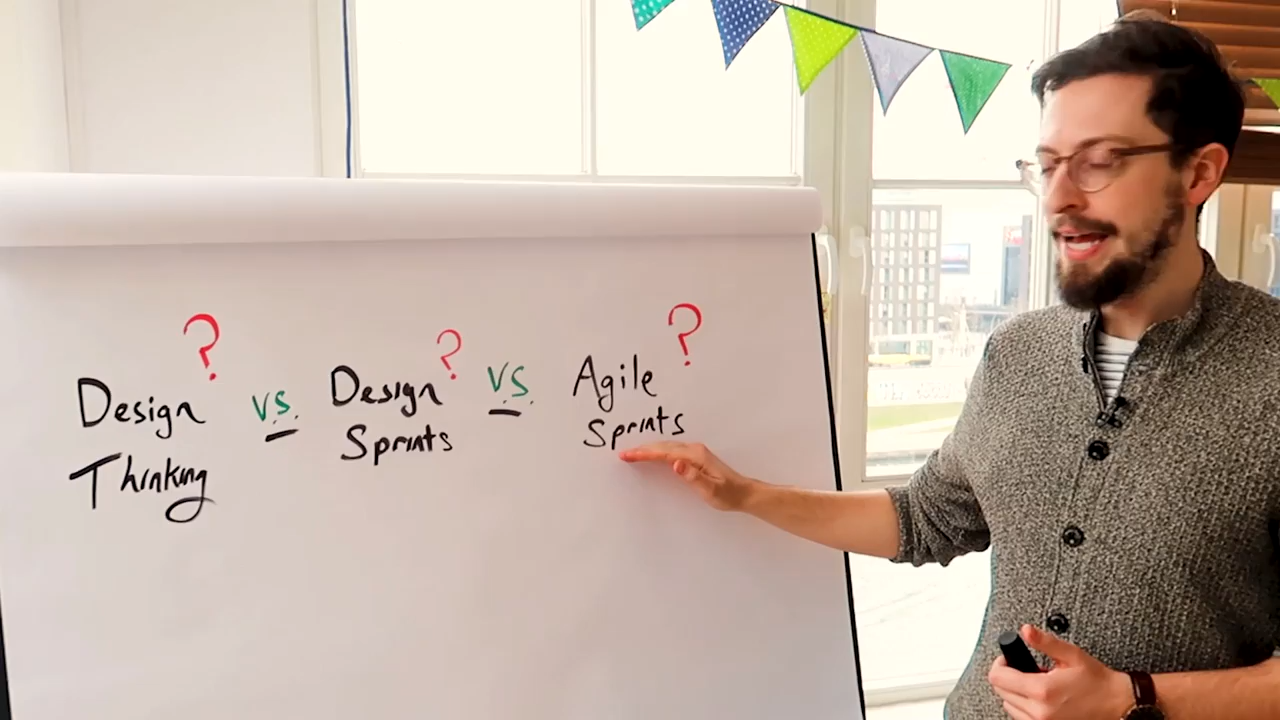 ? ? ?
Design vs. Design vs. Agile
Thinking Sprints Sprints